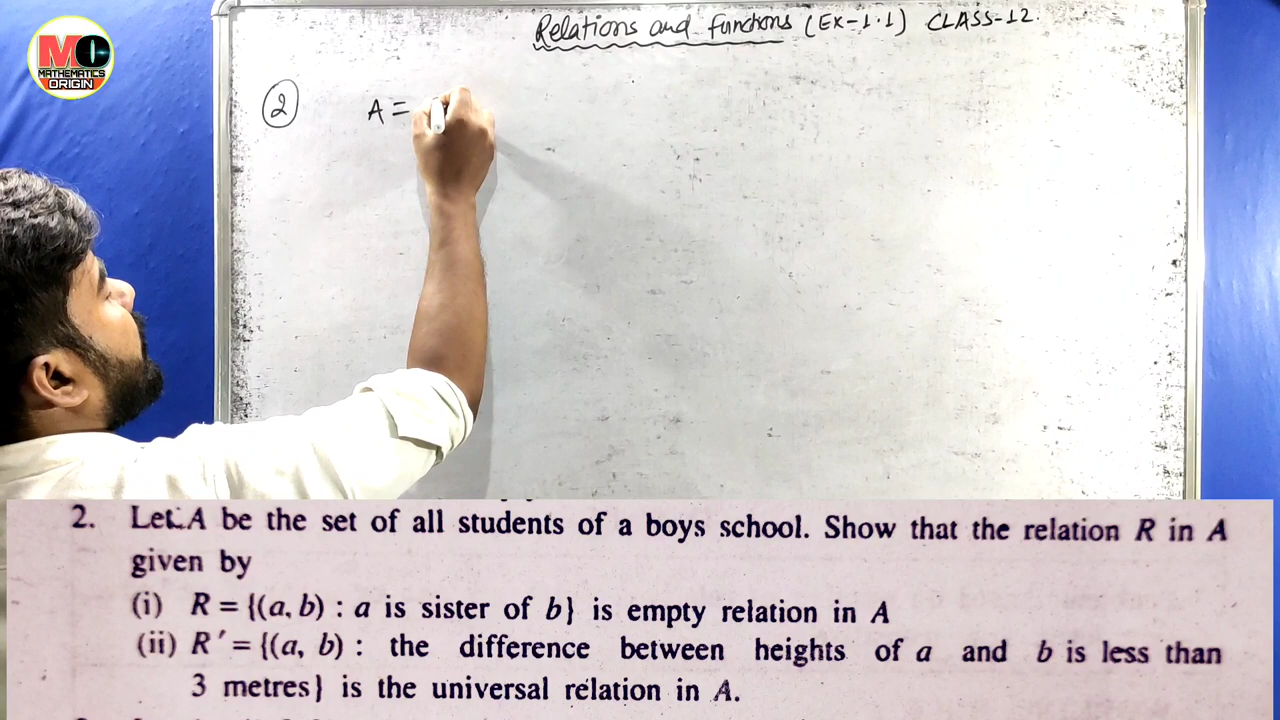 MO
MATHEMATICS
ORIGIN
Relations and functions (EX-1.1) CLASS-12.
2 A =
2. Let A be the set of all students of a boys school. Show that the relation R in A
given by
(i) R = {(a, b) : a is sister of b} is empty relation in A
(ii) R′ = {(a, b) : the difference between heights of a and b is less than
3 metres} is the universal relation in A.